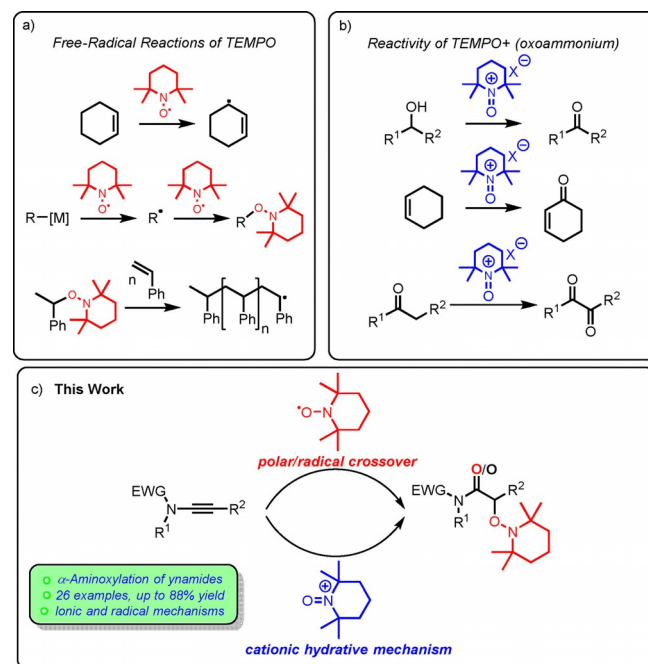 a)
Free-Radical Reactions of TEMPO
N
O•
N
O•
N
O•
R–[M]
R•
R O N
O N
Ph
n
Ph
Ph
Ph
n
Ph
b)
Reactivity of TEMPO+ (oxoammonium)
N
O
+
X⊖
OH
R1 R2
O
R1 R2
N
O
+
X⊖
O
N
O
+
X⊖
O
R1 R2
O
R1 R2
O
c) This Work
•O–N
polar/radical crossover
EWG
N
R1
R2
O/O
EWG
N
R1
R2
O
N
α-Aminoxylation of ynamides
26 examples, up to 88% yield
Ionic and radical mechanisms
⊕
O=N
cationic hydrative mechanism